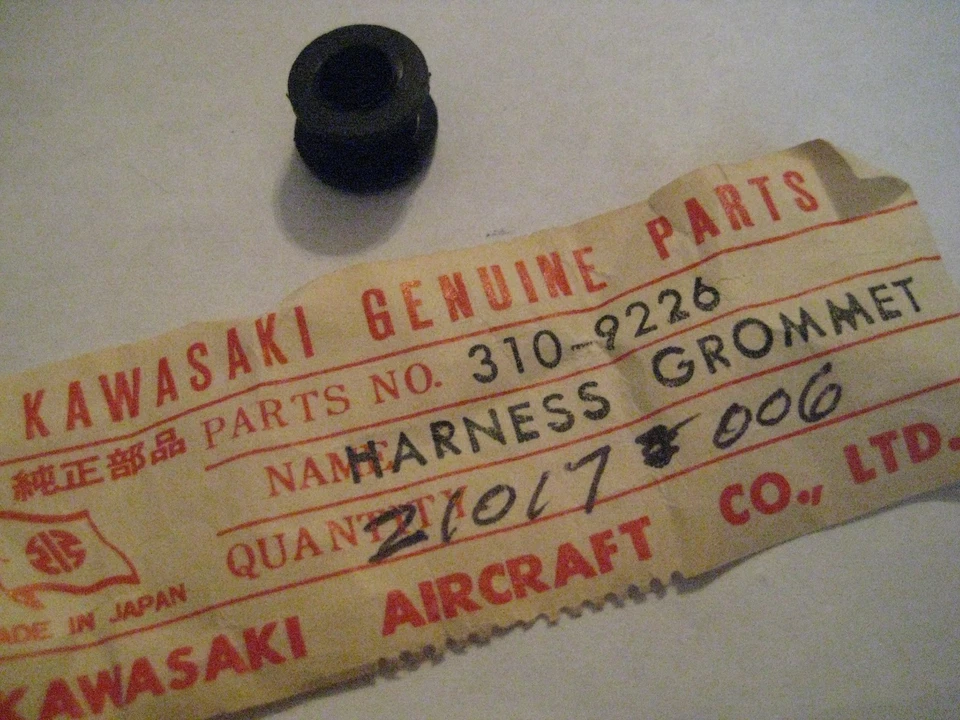 KAWASAKI GENUINE PARTS
純正部品 PARTS NO. 310-9226
NAME HARNESS GROMMET
QUANTITY 21017 006
ADE IN JAPAN
KAWASAKI AIRCRAFT CO., LTD.